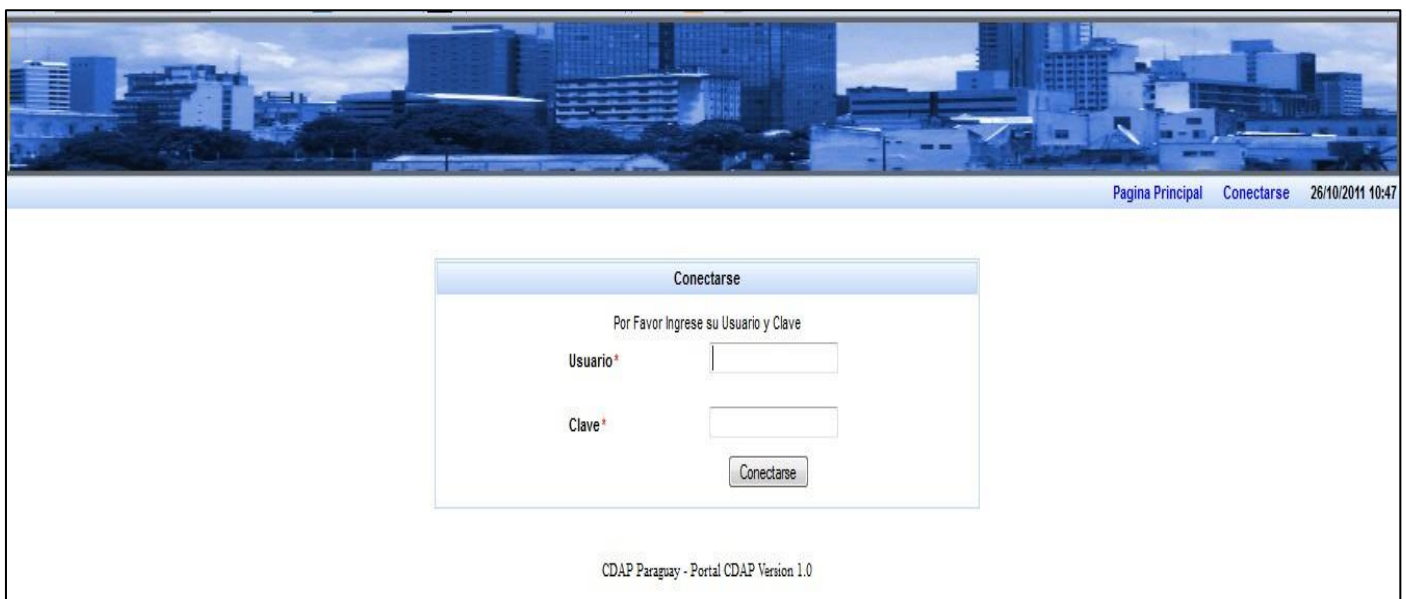 Pagina Principal Conectarse 26/10/2011 10:47
Conectarse
Por Favor Ingrese su Usuario y Clave
Usuario*
Clave*
Conectarse
CDAP Paraguay - Portal CDAP Version 1.0